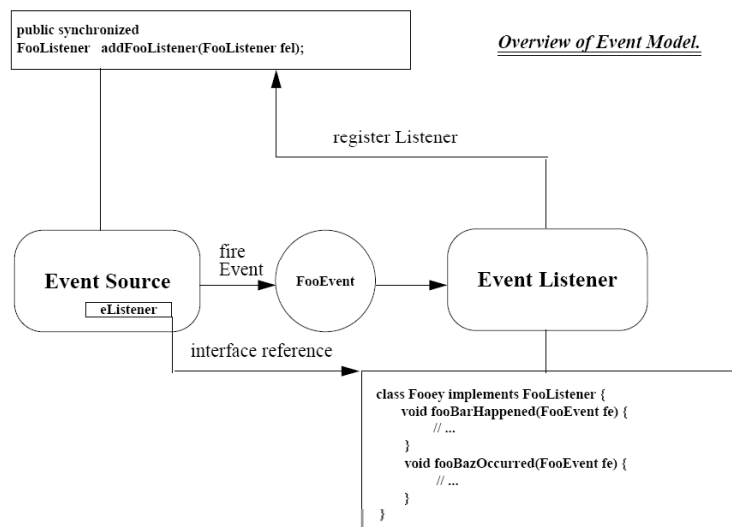 public synchronized
FooListener addFooListener(FooListener fel);
Overview of Event Model.
register Listener
fire
Event
Event Source
FooEvent
Event Listener
eListener
interface reference
class Fooey implements FooListener {
void fooBarHappened(FooEvent fe) {
// ...
}
void fooBazOccurred(FooEvent fe) {
// ...
}
}